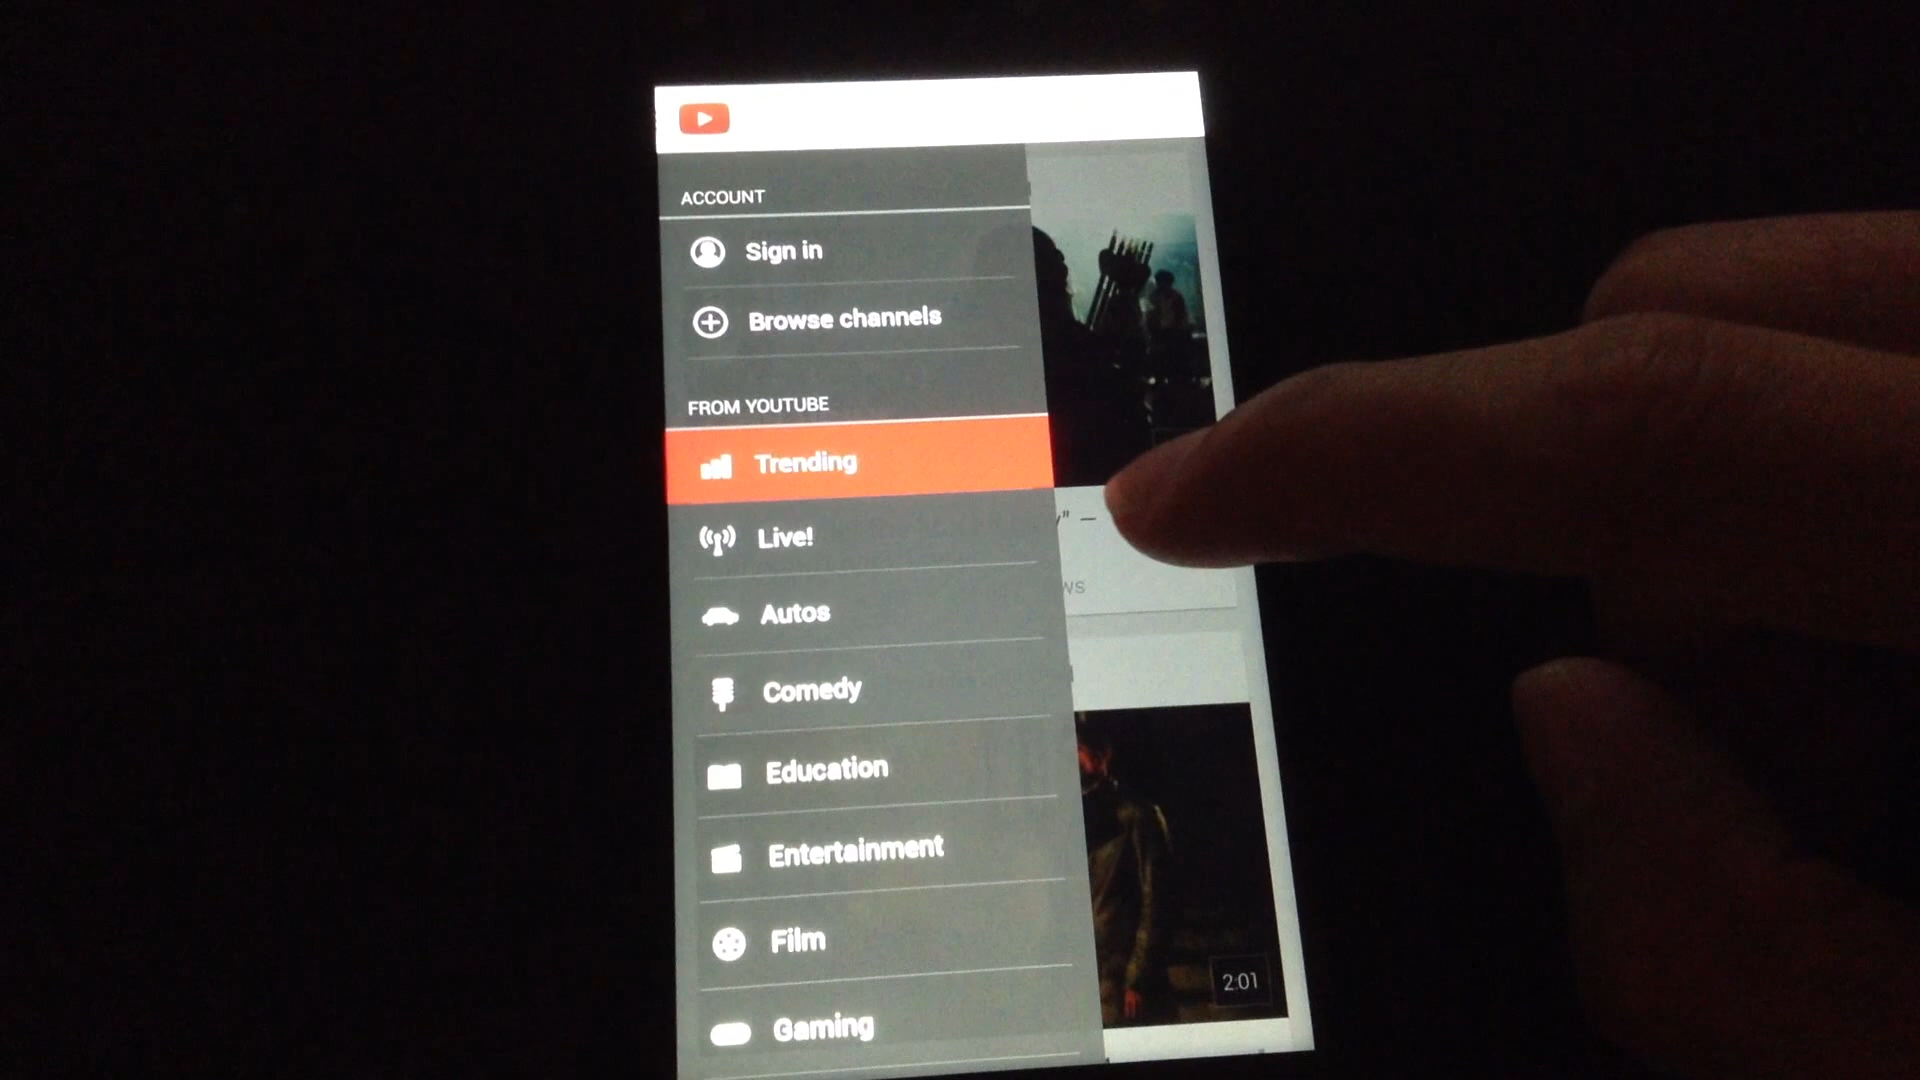 ACCOUNT
Sign in
Browse channels
FROM YOUTUBE
Trending
Live!
Autos
Comedy
Education
Entertainment
Film
Gaming
2:01